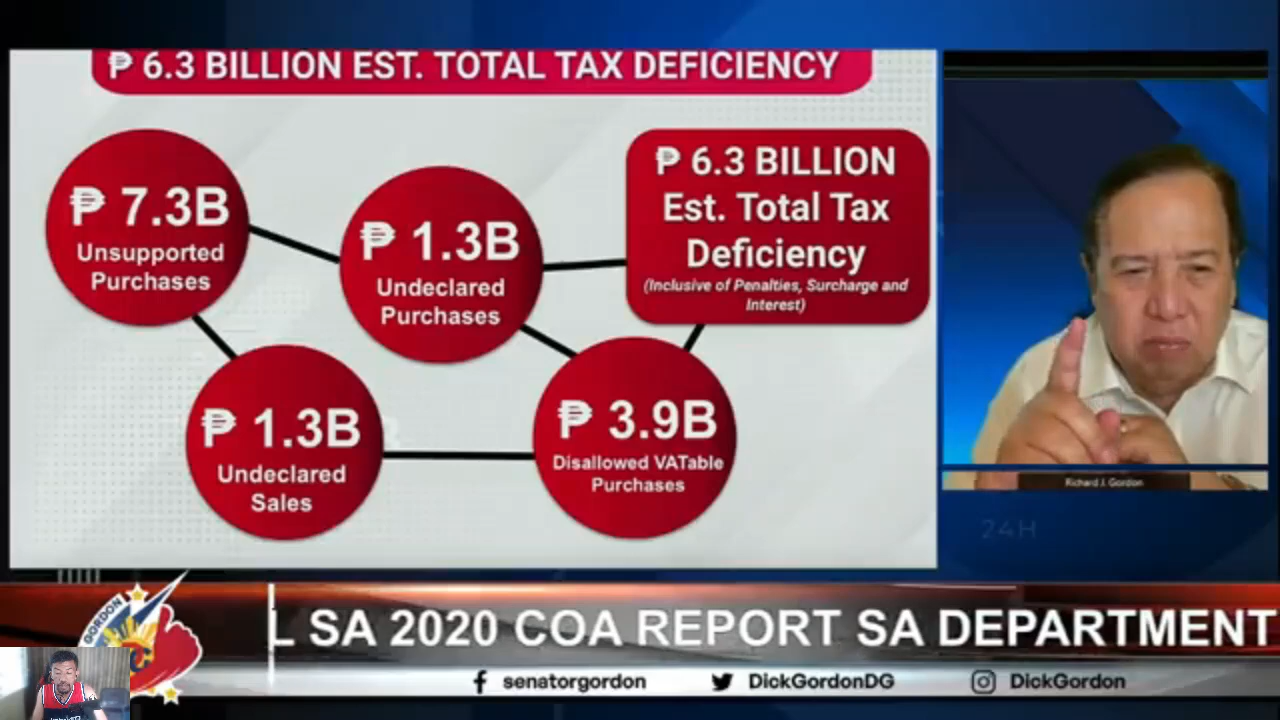 ₱ 6.3 BILLION EST. TOTAL TAX DEFICIENCY
₱ 7.3B
Unsupported
Purchases
₱ 1.3B
Undeclared
Purchases
₱ 6.3 BILLION
Est. Total Tax
Deficiency
(Inclusive of Penalties, Surcharge and
Interest)
₱ 1.3B
Undeclared
Sales
₱ 3.9B
Disallowed VATable
Purchases
Richard J. Gordon
24H
GORDON
L SA 2020 COA REPORT SA DEPARTMENT
senatorgordon
DickGordonDG
DickGordon